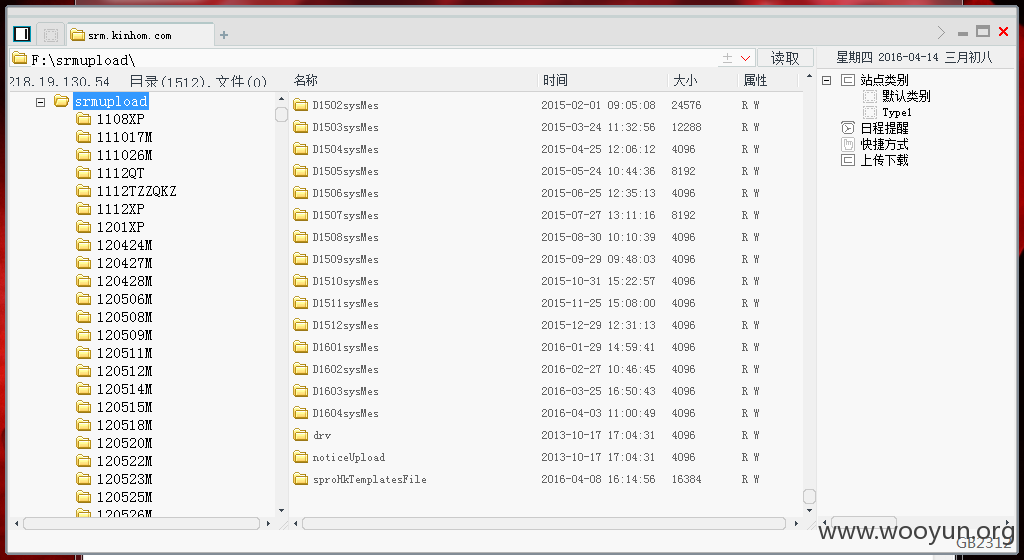 srm.kinhom.com
F:\srmupload\
读取
星期四 2016-04-14 三月初八
218.19.130.54 目录(1512),文件(0)
名称 时间 大小 属性
srmupload
1108XP
111017M
111026M
1112QT
1112TZZQKZ
1112XP
1201XP
120424M
120427M
120428M
120506M
120508M
120509M
120511M
120512M
120514M
120515M
120518M
120520M
120522M
120523M
120525M
120526M
D1502sysMes 2015-02-01 09:05:08 24576 R W
D1503sysMes 2015-03-24 11:32:56 12288 R W
D1504sysMes 2015-04-25 12:06:12 4096 R W
D1505sysMes 2015-05-24 10:44:36 8192 R W
D1506sysMes 2015-06-25 12:35:13 4096 R W
D1507sysMes 2015-07-27 13:11:16 8192 R W
D1508sysMes 2015-08-30 10:10:39 4096 R W
D1509sysMes 2015-09-29 09:48:03 4096 R W
D1510sysMes 2015-10-31 15:22:57 4096 R W
D1511sysMes 2015-11-25 15:08:00 4096 R W
D1512sysMes 2015-12-29 12:31:13 4096 R W
D1601sysMes 2016-01-29 14:59:41 4096 R W
D1602sysMes 2016-02-27 10:46:45 4096 R W
D1603sysMes 2016-03-25 16:50:43 4096 R W
D1604sysMes 2016-04-03 11:00:49 4096 R W
drv 2013-10-17 17:04:31 4096 R W
noticeUpload 2013-10-17 17:04:31 4096 R W
sproMkTemplatesFile 2016-04-08 16:14:56 16384 R W
站点类别
默认类别
Type1
日程提醒
快捷方式
上传下载
www.wooyun.org
GB2312